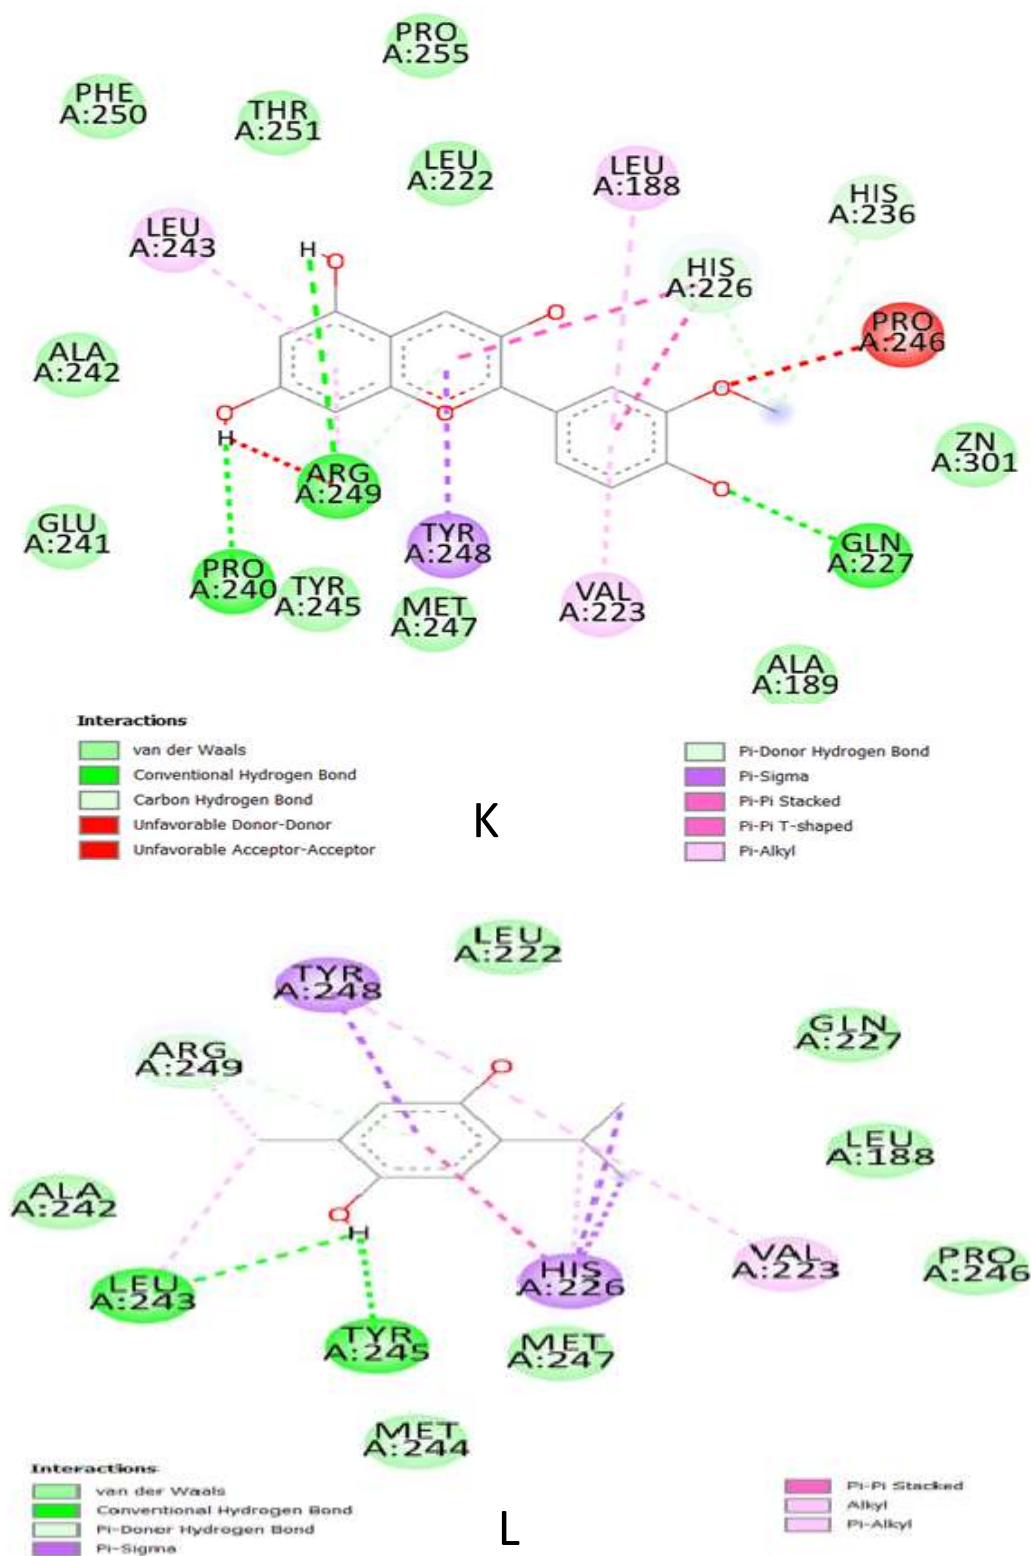 PRO
A:255
PHE
A:250
THR
A:251
LEU
A:222
LEU
A:188
HIS
A:236
LEU
A:243
H
O
HIS
A:226
O
PRO
A:246
ALA
A:242
O
H
O
O
ZN
A:301
ARG
A:249
O
GLU
A:241
TYR
A:248
GLN
A:227
PRO
A:240
TYR
A:245
MET
A:247
VAL
A:223
ALA
A:189
Interactions
van der Waals
Conventional Hydrogen Bond
Carbon Hydrogen Bond
Unfavorable Donor-Donor
Unfavorable Acceptor-Acceptor
Pi-Donor Hydrogen Bond
Pi-Sigma
Pi-Pi Stacked
Pi-Pi T-shaped
Pi-Alkyl
K
LEU
A:222
TYR
A:248
GLN
A:227
ARG
A:249
O
LEU
A:188
ALA
A:242
O
H
LEU
A:243
HIS
A:226
VAL
A:223
PRO
A:246
TYR
A:245
MET
A:247
MET
A:244
Interactions
van der Waals
Conventional Hydrogen Bond
Pi-Donor Hydrogen Bond
Pi-Sigma
Pi-Pi Stacked
Alkyl
Pi-Alkyl
L